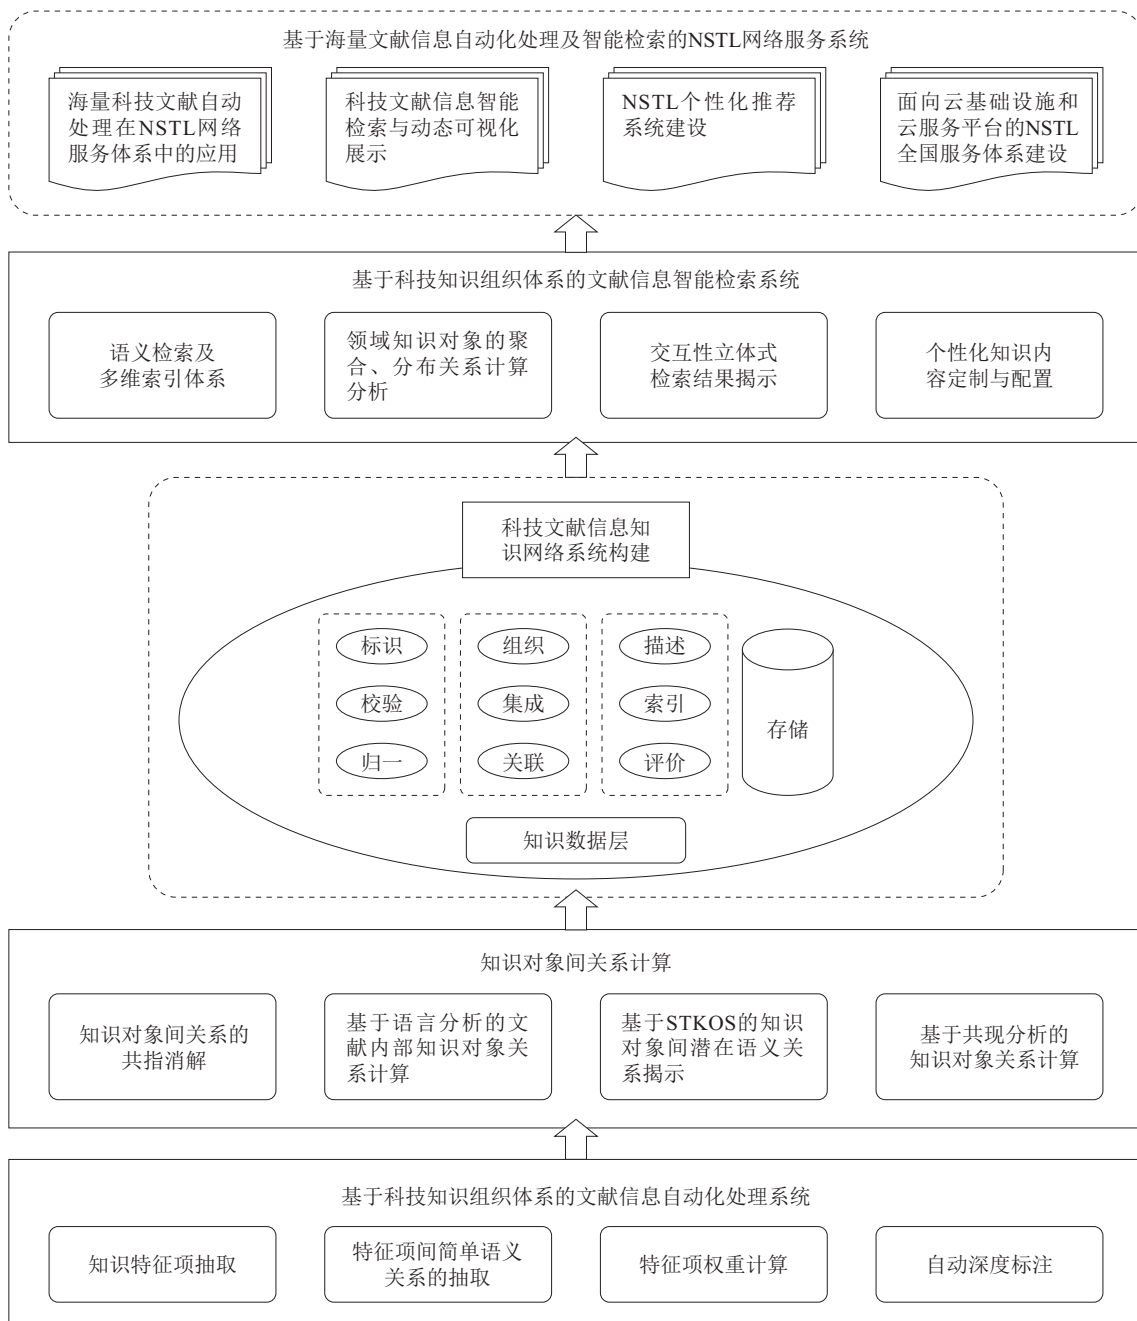 基于海量文献信息自动化处理及智能检索的NSTL网络服务系统
海量科技文献自动
处理在NSTL网络
服务体系中的应用
科技文献信息智能
检索与动态可视化
展示
NSTL个性化推荐
系统建设
面向云基础设施和
云服务平台的NSTL
全国服务体系建设
基于科技知识组织体系的文献信息智能检索系统
语义检索及
多维索引体系
领域知识对象的聚
合、分布关系计算
分析
交互性立体式
检索结果揭示
个性化知识内
容定制与配置
科技文献信息知
识网络系统构建
标识
组织
描述
校验
集成
索引
存储
归一
关联
评价
知识数据层
知识对象间关系计算
知识对象间关系的
共指消解
基于语言分析的文
献内部知识对象关
系计算
基于STKOS的知识
对象间潜在语义关
系揭示
基于共现分析的
知识对象关系计算
基于科技知识组织体系的文献信息自动化处理系统
知识特征项抽取
特征项间简单语义
关系的抽取
特征项权重计算
自动深度标注